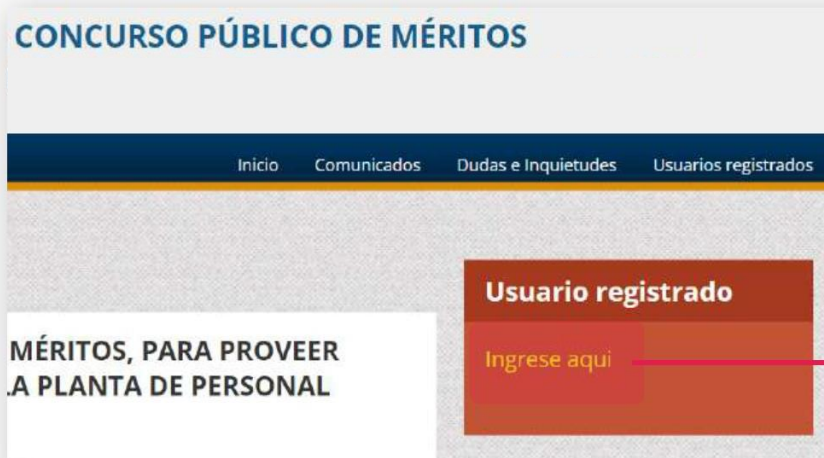 CONCURSO PÚBLICO DE MÉRITOS
Inicio Comunicados Dudas e Inquietudes Usuarios registrados
Usuario registrado
Ingrese aqui
MÉRITOS, PARA PROVEER
A PLANTA DE PERSONAL